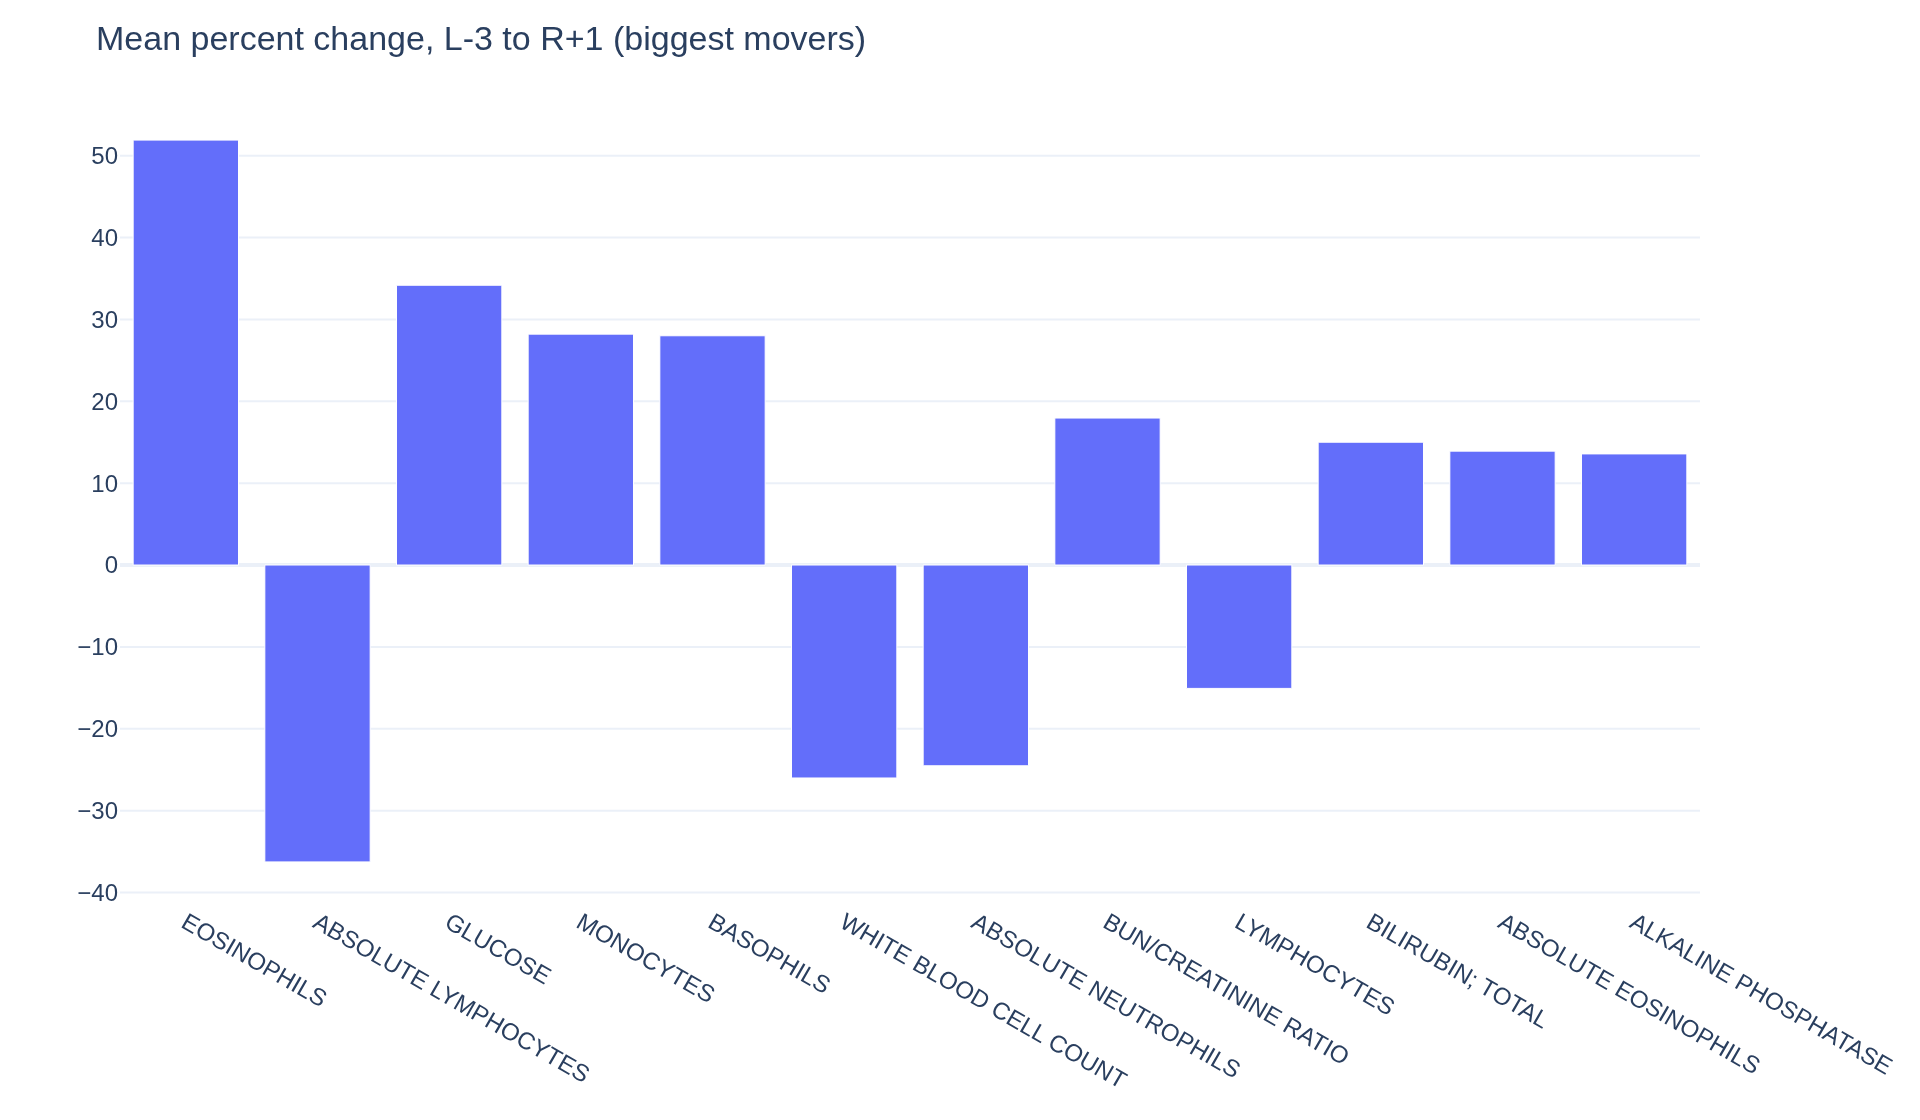 Mean percent change, L-3 to R+1 (biggest movers)
50
40
30
20
10
0
−10
−20
−30
−40
EOSINOPHILS
ABSOLUTE LYMPHOCYTES
GLUCOSE
MONOCYTES
BASOPHILS
WHITE BLOOD CELL COUNT
ABSOLUTE NEUTROPHILS
BUN/CREATININE RATIO
LYMPHOCYTES
BILIRUBIN; TOTAL
ABSOLUTE EOSINOPHILS
ALKALINE PHOSPHATASE